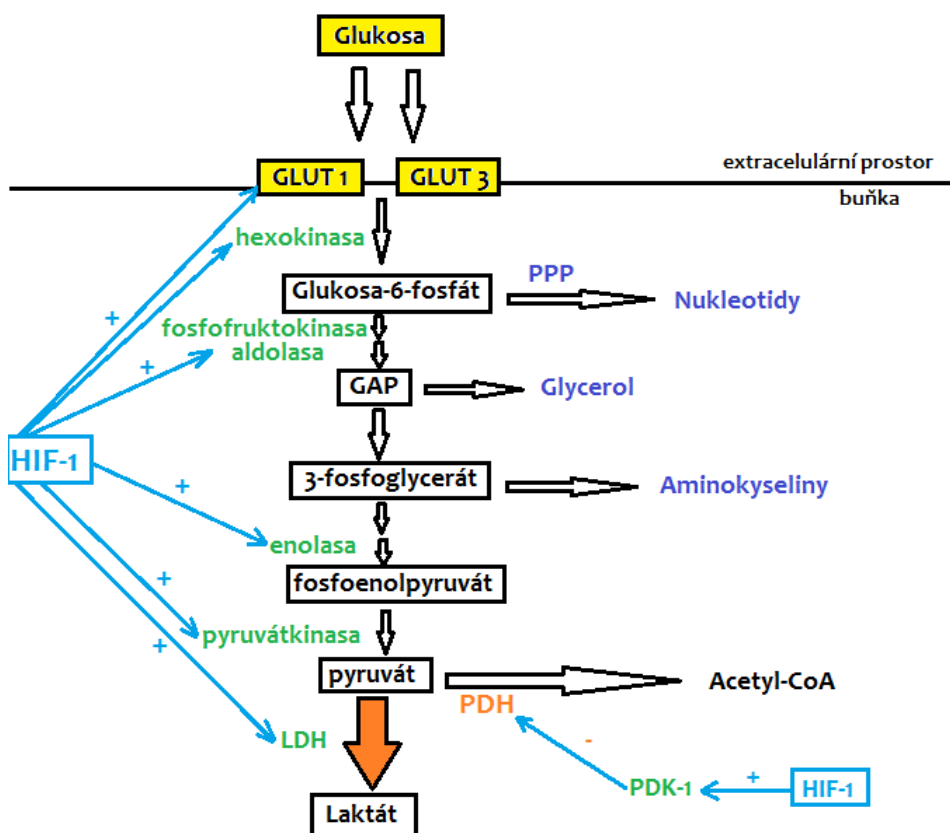 Glukosa
extracelulární prostor
GLUT 1
GLUT 3
buňka
hexokinasa
PPP
Glukosa-6-fosfát
Nukleotidy
+
fosfofruktokinasa
aldolasa
+
GAP
Glycerol
HIF-1
3-fosfoglycerát
Aminokyseliny
+
enolasa
fosfoenolpyruvát
+
pyruvátkinasa
+
pyruvát
Acetyl-CoA
PDH
LDH
-
PDK-1
+
HIF-1
Laktát